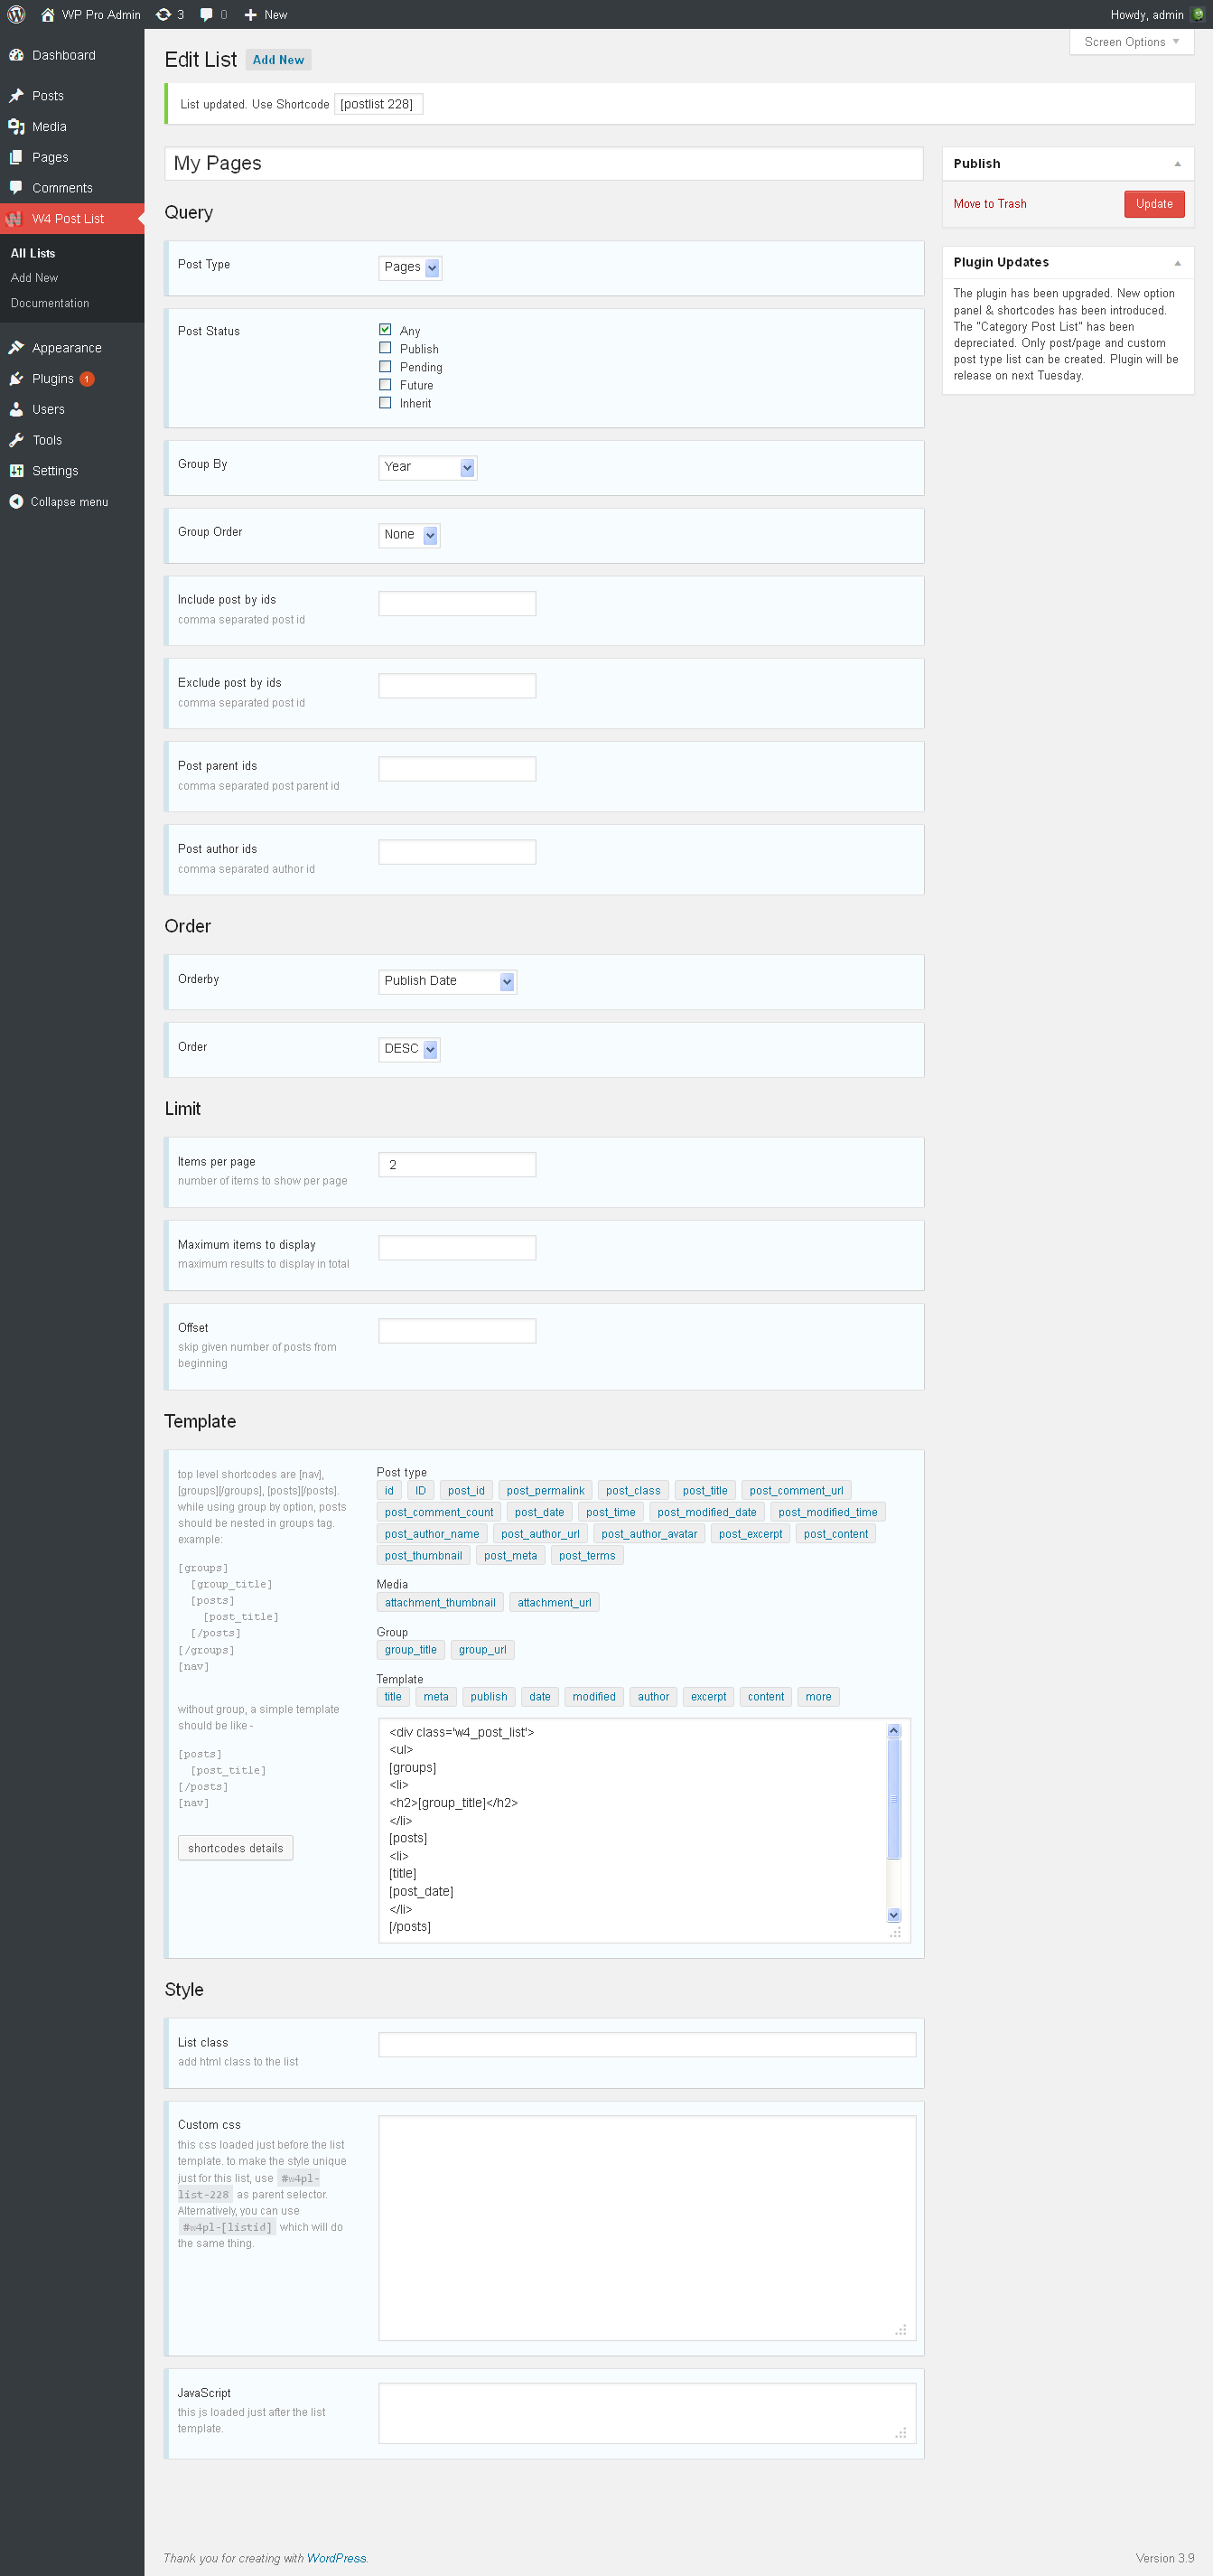 WP Pro Admin 3 0 New Howdy, admin
Screen Options
Dashboard
Posts
Media
Pages
Comments
W4 Post List
All Lists
Add New
Documentation
Appearance
Plugins 1
Users
Tools
Settings
Collapse menu
Edit List Add New
List updated. Use Shortcode [postlist 228]
My Pages
Query
Post Type Pages
Post Status
Any
Publish
Pending
Future
Inherit
Group By Year
Group Order None
Include post by ids
comma separated post id
Exclude post by ids
comma separated post id
Post parent ids
comma separated post parent id
Post author ids
comma separated author id
Order
Orderby Publish Date
Order DESC
Limit
Items per page 2
number of items to show per page
Maximum items to display
maximum results to display in total
Offset
skip given number of posts from
beginning
Template
top level shortcodes are [nav],
[groups][/groups], [posts][/posts].
while using group by option, posts
should be nested in groups tag.
example:
[groups]
[group_title]
[posts]
[post_title]
[/posts]
[/groups]
[nav]
without group, a simple template
should be like -
[posts]
[post_title]
[/posts]
[nav]
shortcodes details
Post type
id ID post_id post_permalink post_class post_title post_comment_url
post_comment_count post_date post_time post_modified_date post_modified_time
post_author_name post_author_url post_author_avatar post_excerpt post_content
post_thumbnail post_meta post_terms
Media
attachment_thumbnail attachment_url
Group
group_title group_url
Template
title meta publish date modified author excerpt content more
<div class='w4_post_list'>
<ul>
[groups]
<li>
<h2>[group_title]</h2>
</li>
[posts]
<li>
[title]
[post_date]
</li>
[/posts]
Style
List class
add html class to the list
Custom css
this css loaded just before the list
template. to make the style unique
just for this list, use #w4pl-
list-228 as parent selector.
Alternatively, you can use
#w4pl-[listid] which will do
the same thing.
JavaScript
this js loaded just after the list
template.
Publish
Move to Trash Update
Plugin Updates
The plugin has been upgraded. New option
panel & shortcodes has been introduced.
The "Category Post List" has been
depreciated. Only post/page and custom
post type list can be created. Plugin will be
release on next Tuesday.
Thank you for creating with WordPress. Version 3.9